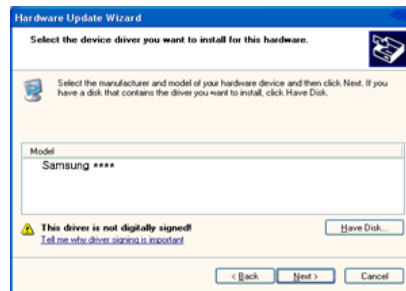 Hardware Update Wizard
Select the device driver you want to install for this hardware.
Select the manufacturer and model of your hardware device and then click Next. If you
have a disk that contains the driver you want to install, click Have Disk.
Model
Samsung ****
This driver is not digitally signed!
Have Disk...
Tell me why driver signing is important
< Back
Next >
Cancel